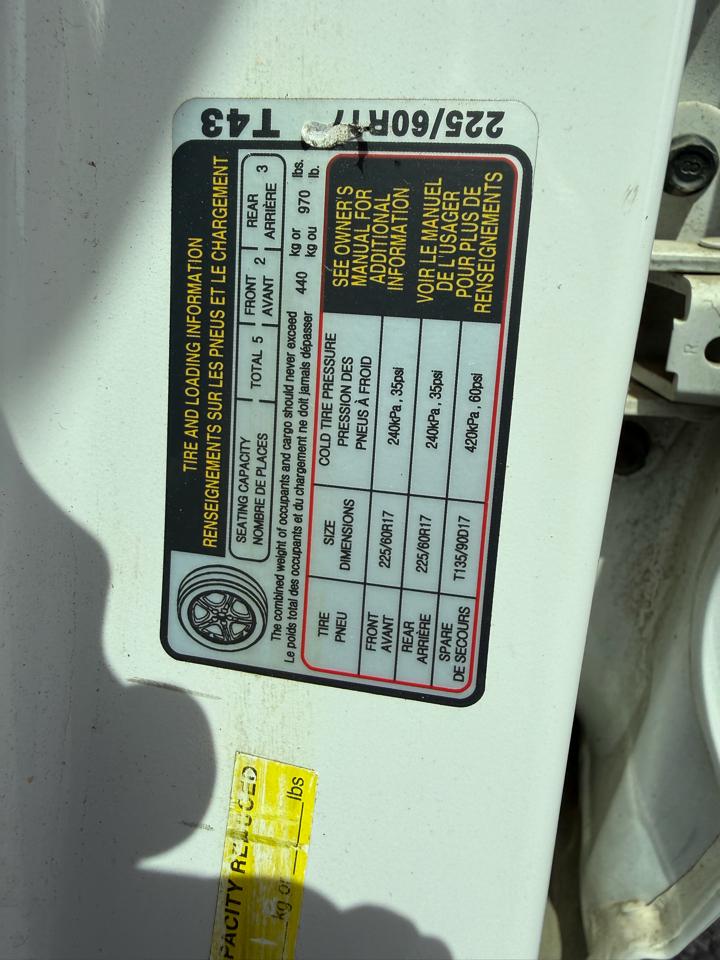 225/60R17 T43
TIRE AND LOADING INFORMATION
RENSEIGNEMENTS SUR LES PNEUS ET LE CHARGEMENT
SEATING CAPACITY
NOMBRE DE PLACES
TOTAL 5
FRONT
AVANT
2
REAR
ARRIÈRE
3
The combined weight of occupants and cargo should never exceed 440 kg or 970 lbs.
Le poids total des occupants et du chargement ne doit jamais dépasser kg ou lb.
TIRE
PNEU
SIZE
DIMENSIONS
COLD TIRE PRESSURE
PRESSION DES
PNEUS À FROID
FRONT
AVANT
225/60R17
240kPa , 35psi
REAR
ARRIÈRE
225/60R17
240kPa , 35psi
SPARE
DE SECOURS
T135/90D17
420kPa , 60psi
SEE OWNER'S
MANUAL FOR
ADDITIONAL
INFORMATION
VOIR LE MANUEL
DE L'USAGER
POUR PLUS DE
RENSEIGNEMENTS
PACITY REDUCED
kg or lbs
R
8